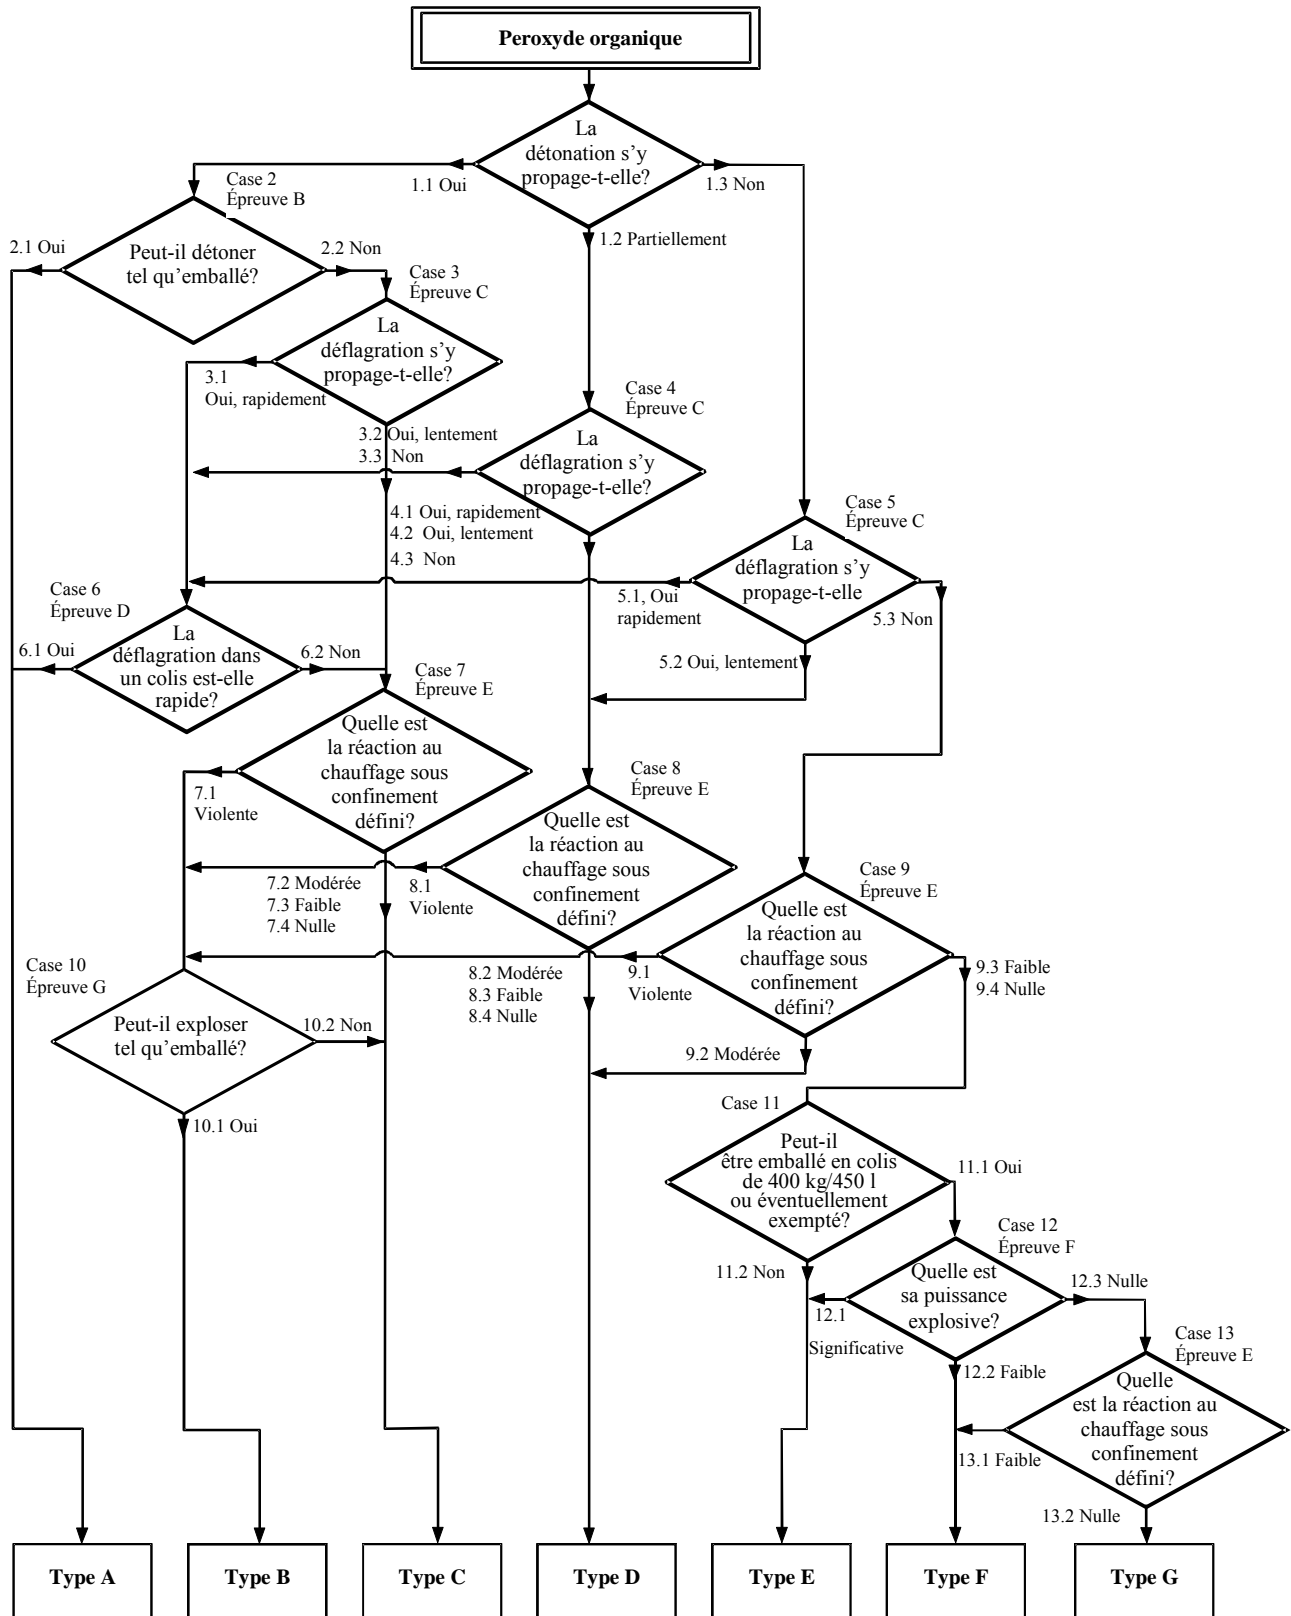 Peroxyde organique
La
détonation s'y
propage-t-elle?
1.1 Oui
1.3 Non
1.2 Partiellement
Case 2
Épreuve B
Peut-il détoner
tel qu'emballé?
2.1 Oui
2.2 Non
Case 3
Épreuve C
La
déflagration s'y
propage-t-elle?
3.1
Oui, rapidement
3.2 Oui, lentement
3.3 Non
Case 4
Épreuve C
La
déflagration s'y
propage-t-elle?
4.1 Oui, rapidement
4.2 Oui, lentement
4.3 Non
Case 5
Épreuve C
La
déflagration s'y
propage-t-elle
5.1, Oui
rapidement
5.3 Non
5.2 Oui, lentement
Case 6
Épreuve D
La
déflagration dans
un colis est-elle
rapide?
6.1 Oui
6.2 Non
Case 7
Épreuve E
Quelle est
la réaction au
chauffage sous
confinement
défini?
7.1
Violente
7.2 Modérée
7.3 Faible
7.4 Nulle
Case 8
Épreuve E
Quelle est
la réaction au
chauffage sous
confinement
défini?
8.1
Violente
8.2 Modérée
8.3 Faible
8.4 Nulle
Case 9
Épreuve E
Quelle est
la réaction au
chauffage sous
confinement
défini?
9.1
Violente
9.3 Faible
9.4 Nulle
9.2 Modérée
Case 10
Épreuve G
Peut-il exploser
tel qu'emballé?
10.2 Non
10.1 Oui
Case 11
Peut-il
être emballé en colis
de 400 kg/450 l
ou éventuellement
exempté?
11.1 Oui
11.2 Non
Case 12
Épreuve F
Quelle est
sa puissance
explosive?
12.1
Significative
12.3 Nulle
12.2 Faible
Case 13
Épreuve E
Quelle
est la réaction au
chauffage sous
confinement
défini?
13.1 Faible
13.2 Nulle
Type A
Type B
Type C
Type D
Type E
Type F
Type G